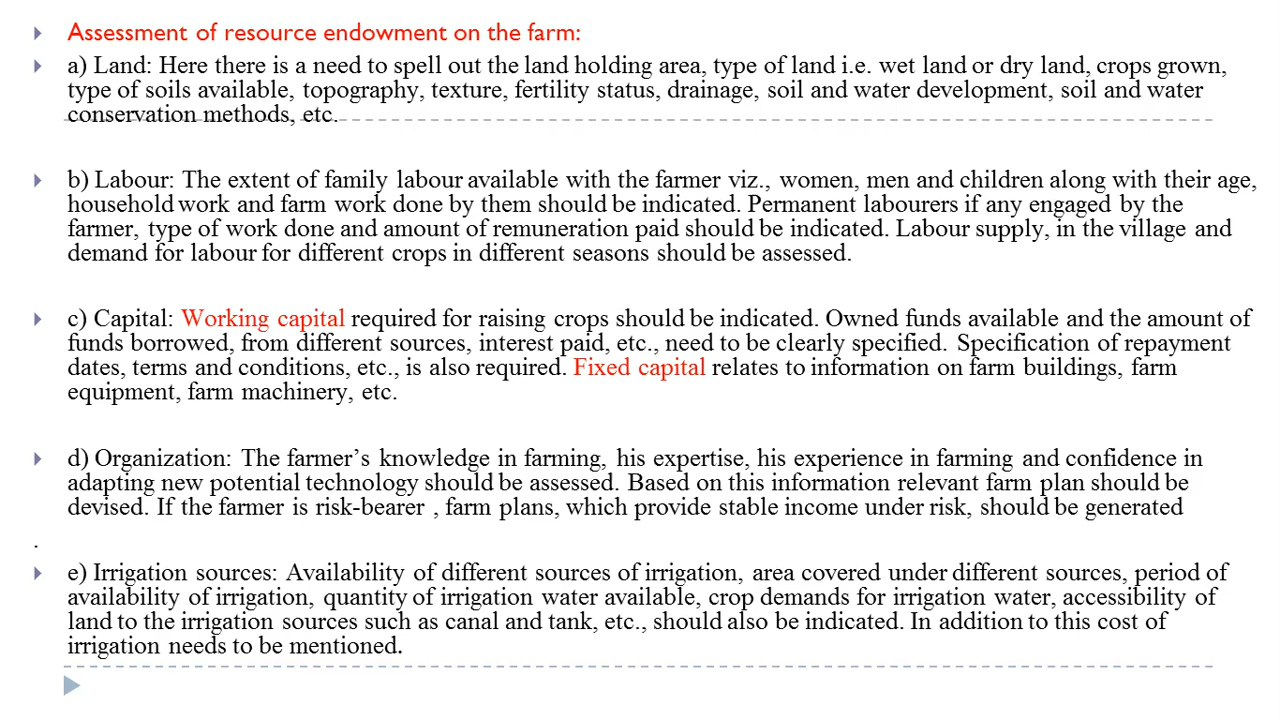 Assessment of resource endowment on the farm:
a) Land: Here there is a need to spell out the land holding area, type of land i.e. wet land or dry land, crops grown,
type of soils available, topography, texture, fertility status, drainage, soil and water development, soil and water
conservation methods, etc.
b) Labour: The extent of family labour available with the farmer viz., women, men and children along with their age,
household work and farm work done by them should be indicated. Permanent labourers if any engaged by the
farmer, type of work done and amount of remuneration paid should be indicated. Labour supply, in the village and
demand for labour for different crops in different seasons should be assessed.
c) Capital: Working capital required for raising crops should be indicated. Owned funds available and the amount of
funds borrowed, from different sources, interest paid, etc., need to be clearly specified. Specification of repayment
dates, terms and conditions, etc., is also required. Fixed capital relates to information on farm buildings, farm
equipment, farm machinery, etc.
d) Organization: The farmer’s knowledge in farming, his expertise, his experience in farming and confidence in
adapting new potential technology should be assessed. Based on this information relevant farm plan should be
devised. If the farmer is risk-bearer , farm plans, which provide stable income under risk, should be generated
.
e) Irrigation sources: Availability of different sources of irrigation, area covered under different sources, period of
availability of irrigation, quantity of irrigation water available, crop demands for irrigation water, accessibility of
land to the irrigation sources such as canal and tank, etc., should also be indicated. In addition to this cost of
irrigation needs to be mentioned.